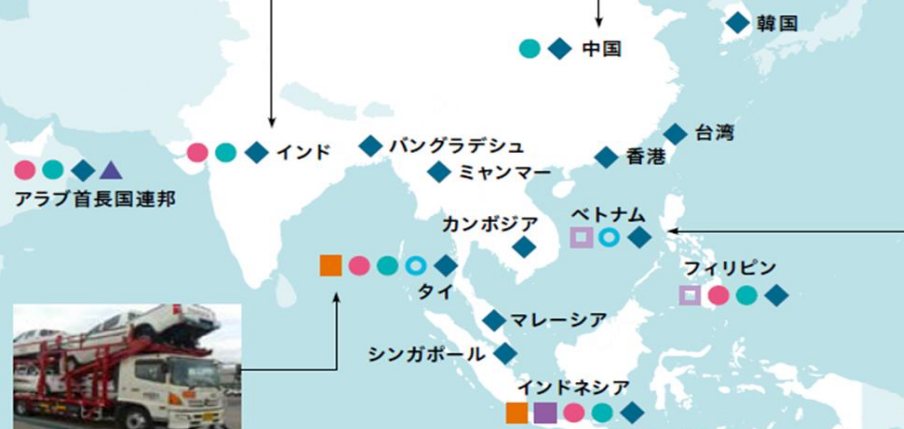 韓国
中国
台湾
インド
バングラデシュ
香港
ミャンマー
アラブ首長国連邦
カンボジア
ベトナム
フィリピン
タイ
マレーシア
シンガポール
インドネシア